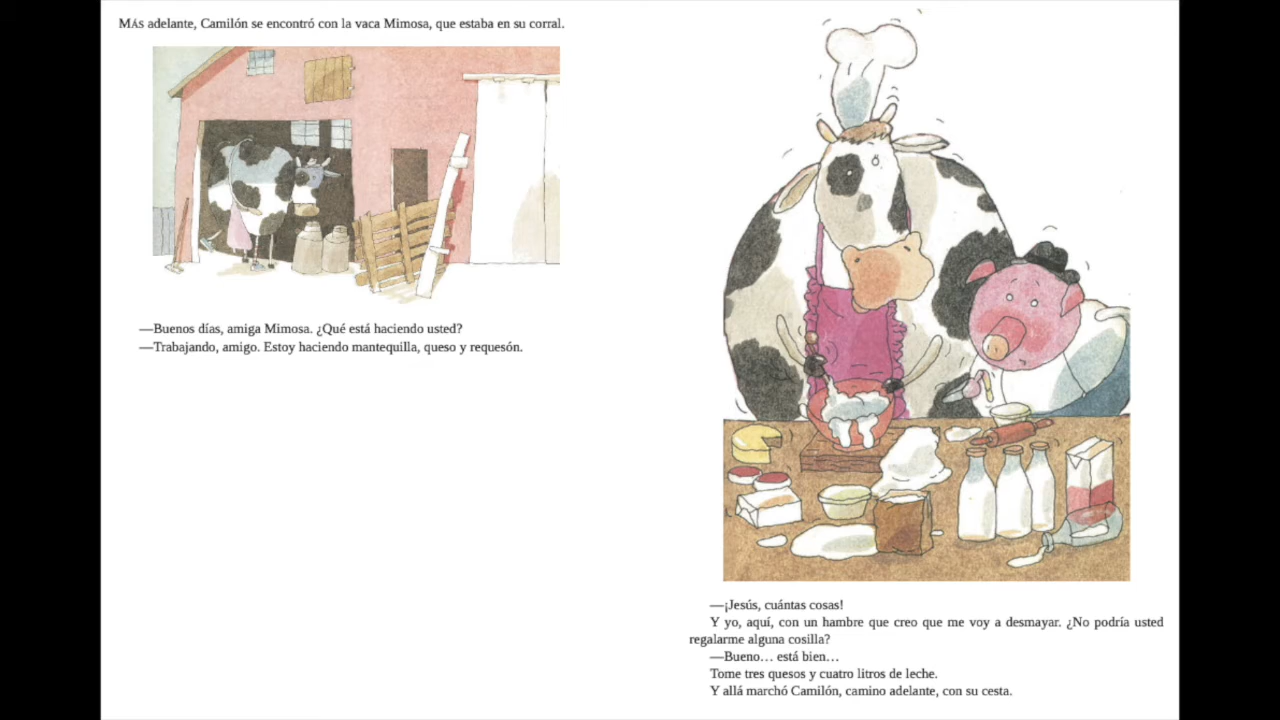 MÁS adelante, Camilón se encontró con la vaca Mimosa, que estaba en su corral.
—Buenos días, amiga Mimosa. ¿Qué está haciendo usted?
—Trabajando, amigo. Estoy haciendo mantequilla, queso y requesón.
—¡Jesús, cuántas cosas!
Y yo, aquí, con un hambre que creo que me voy a desmayar. ¿No podría usted
regalarme alguna cosilla?
—Bueno… está bien…
Tome tres quesos y cuatro litros de leche.
Y allá marchó Camilón, camino adelante, con su cesta.